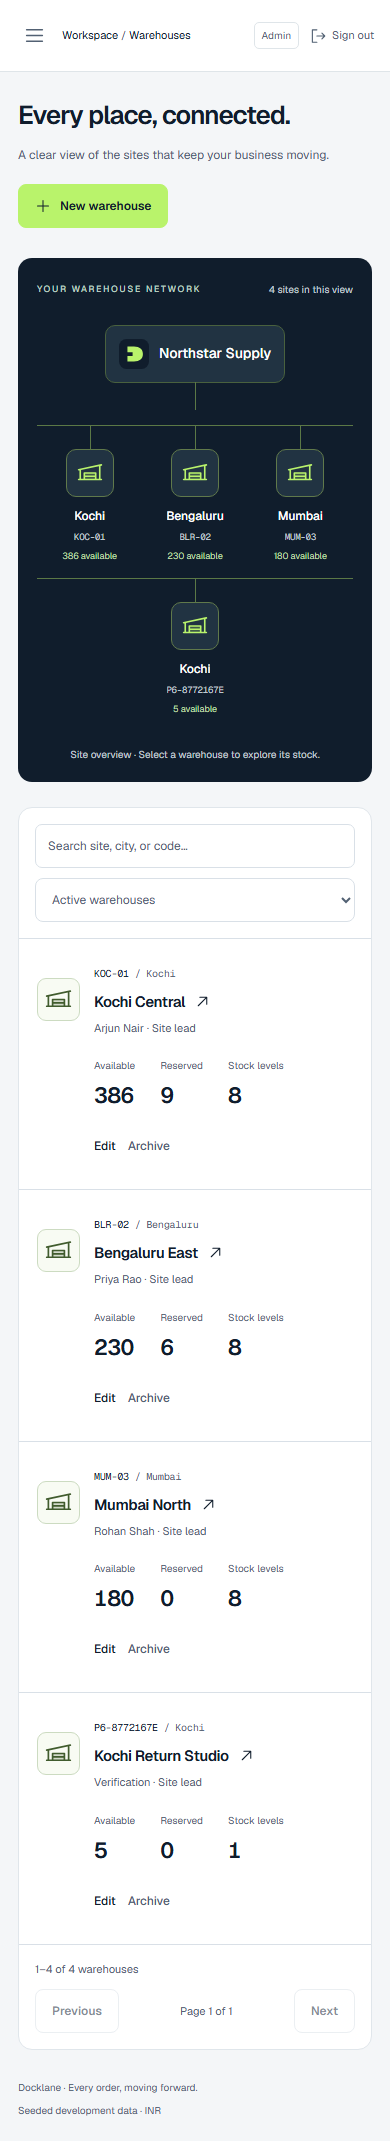 Workspace / Warehouses
Admin
Sign out
Every place, connected.
A clear view of the sites that keep your business moving.
New warehouse
YOUR WAREHOUSE NETWORK
4 sites in this view
Northstar Supply
Kochi
Bengaluru
Mumbai
KOC-01
BLR-02
MUM-03
386 available
230 available
180 available
Kochi
P6-8772167E
5 available
Site overview · Select a warehouse to explore its stock.
Search site, city, or code...
Active warehouses
KOC-01 / Kochi
Kochi Central
Arjun Nair · Site lead
Available Reserved Stock levels
386 9 8
Edit Archive
BLR-02 / Bengaluru
Bengaluru East
Priya Rao · Site lead
Available Reserved Stock levels
230 6 8
Edit Archive
MUM-03 / Mumbai
Mumbai North
Rohan Shah · Site lead
Available Reserved Stock levels
180 0 8
Edit Archive
P6-8772167E / Kochi
Kochi Return Studio
Verification · Site lead
Available Reserved Stock levels
5 0 1
Edit Archive
1–4 of 4 warehouses
Previous
Page 1 of 1
Next
Docklane · Every order, moving forward.
Seeded development data · INR